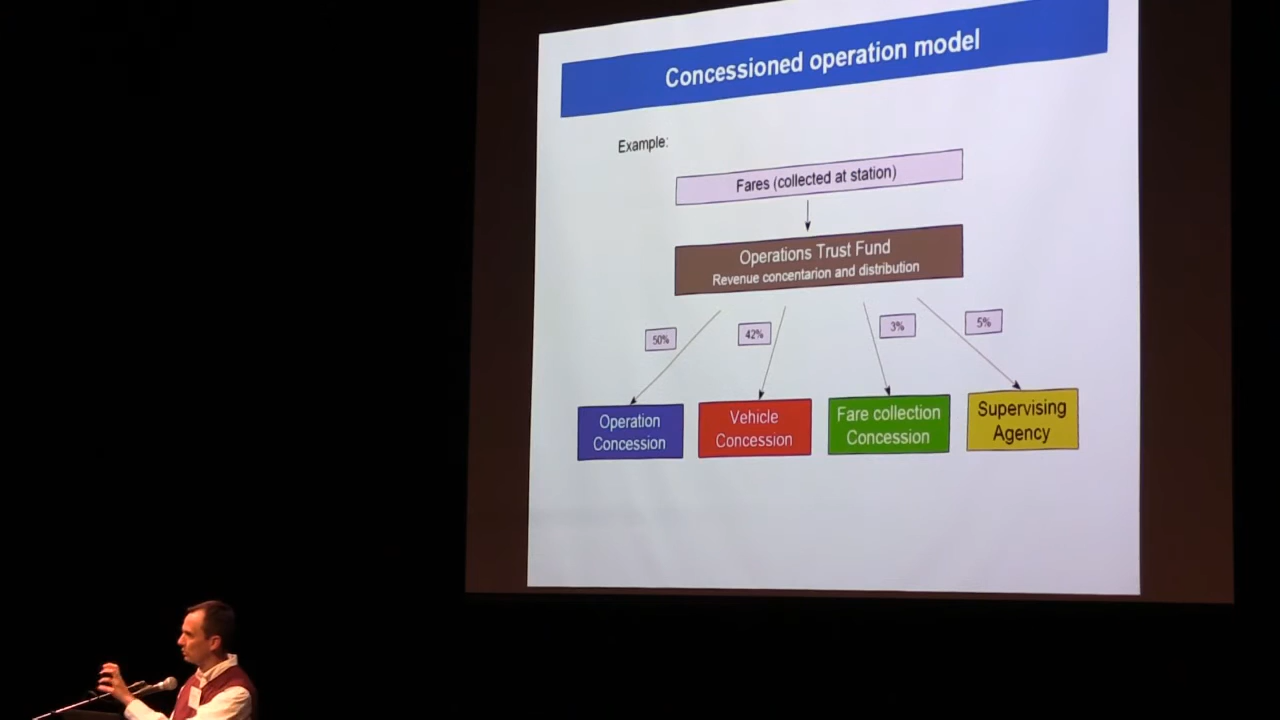 Concessioned operation model
Example:
Fares (collected at station)
Operations Trust Fund
Revenue concentarion and distribution
50%
42%
3%
5%
Operation
Concession
Vehicle
Concession
Fare collection
Concession
Supervising
Agency